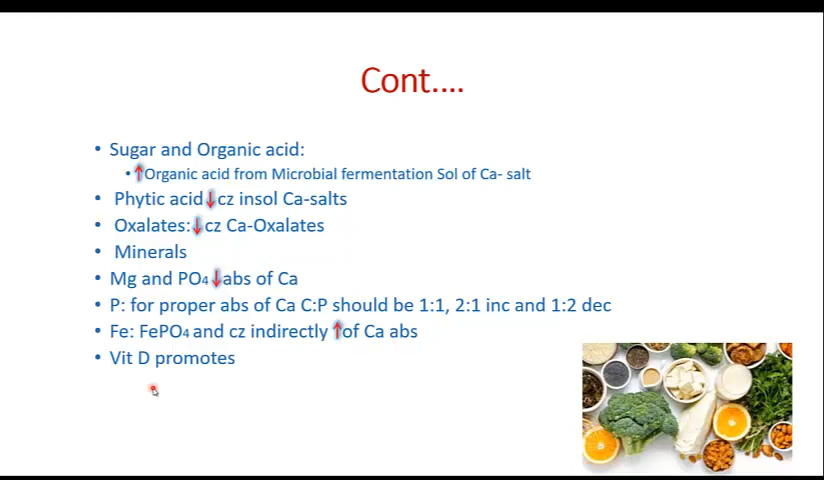 Cont....
• Sugar and Organic acid:
• ↑Organic acid from Microbial fermentation Sol of Ca- salt
• Phytic acid↓cz insol Ca-salts
• Oxalates:↓cz Ca-Oxalates
• Minerals
• Mg and PO4↓abs of Ca
• P: for proper abs of Ca C:P should be 1:1, 2:1 inc and 1:2 dec
• Fe: FePO4 and cz indirectly ↑of Ca abs
• Vit D promotes